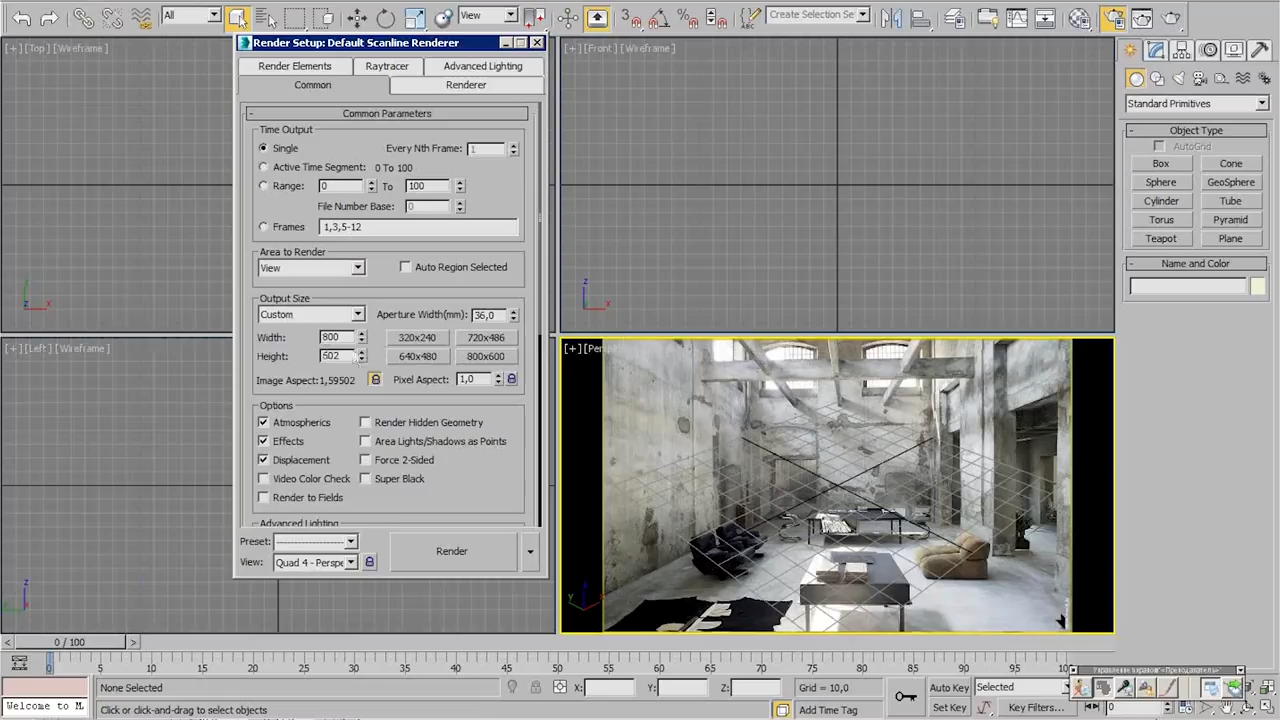 All
View
Create Selection Se
[+] [Top] [Wireframe]
Render Setup: Default Scanline Renderer
[+] [Front] [Wireframe]
Render Elements
Raytracer
Advanced Lighting
Common
Renderer
Standard Primitives
Common Parameters
Object Type
Time Output
AutoGrid
Single
Every Nth Frame:
1
Box
Cone
Active Time Segment:
0 To 100
Sphere
GeoSphere
Range:
0
To
100
Cylinder
Tube
File Number Base:
0
Torus
Pyramid
Frames
1,3,5-12
Teapot
Plane
Area to Render
Name and Color
View
Auto Region Selected
Output Size
Custom
Aperture Width(mm):
36,0
Width:
800
320x240
720x486
[+] [Left] [Wireframe]
Height:
502
640x480
800x600
[+] [Persp
Image Aspect:1,59502
Pixel Aspect:
1,0
Options
Atmospherics
Render Hidden Geometry
Effects
Area Lights/Shadows as Points
Displacement
Force 2-Sided
Video Color Check
Super Black
Render to Fields
Advanced Lighting
Preset:
Render
View:
Quad 4 - Perspe
0 / 100
0
5
10
15
20
25
30
35
40
45
50
55
60
65
70
75
80
85
90
95
100
None Selected
X:
Y:
Z:
Grid = 10,0
Auto Key
Selected
Welcome to M
Click or click-and-drag to select objects
Add Time Tag
Set Key
Key Filters...
0